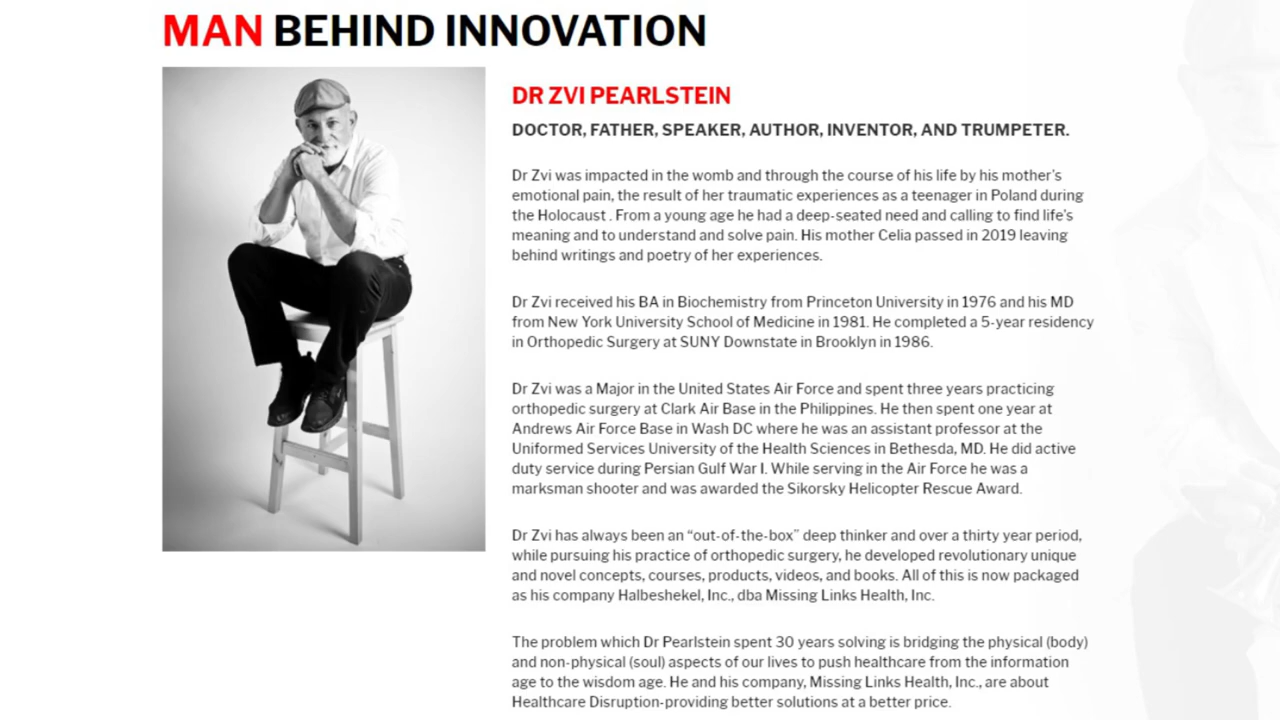 MAN BEHIND INNOVATION
DR ZVI PEARLSTEIN
DOCTOR, FATHER, SPEAKER, AUTHOR, INVENTOR, AND TRUMPETER.
Dr Zvi was impacted in the womb and through the course of his life by his mother's
emotional pain, the result of her traumatic experiences as a teenager in Poland during
the Holocaust . From a young age he had a deep-seated need and calling to find life's
meaning and to understand and solve pain. His mother Celia passed in 2019 leaving
behind writings and poetry of her experiences.
Dr Zvi received his BA in Biochemistry from Princeton University in 1976 and his MD
from New York University School of Medicine in 1981. He completed a 5-year residency
in Orthopedic Surgery at SUNY Downstate in Brooklyn in 1986.
Dr Zvi was a Major in the United States Air Force and spent three years practicing
orthopedic surgery at Clark Air Base in the Philippines. He then spent one year at
Andrews Air Force Base in Wash DC where he was an assistant professor at the
Uniformed Services University of the Health Sciences in Bethesda, MD. He did active
duty service during Persian Gulf War I. While serving in the Air Force he was a
marksman shooter and was awarded the Sikorsky Helicopter Rescue Award.
Dr Zvi has always been an “out-of-the-box” deep thinker and over a thirty year period,
while pursuing his practice of orthopedic surgery, he developed revolutionary unique
and novel concepts, courses, products, videos, and books. All of this is now packaged
as his company Halbeshekel, Inc., dba Missing Links Health, Inc.
The problem which Dr Pearlstein spent 30 years solving is bridging the physical (body)
and non-physical (soul) aspects of our lives to push healthcare from the information
age to the wisdom age. He and his company, Missing Links Health, Inc., are about
Healthcare Disruption-providing better solutions at a better price.